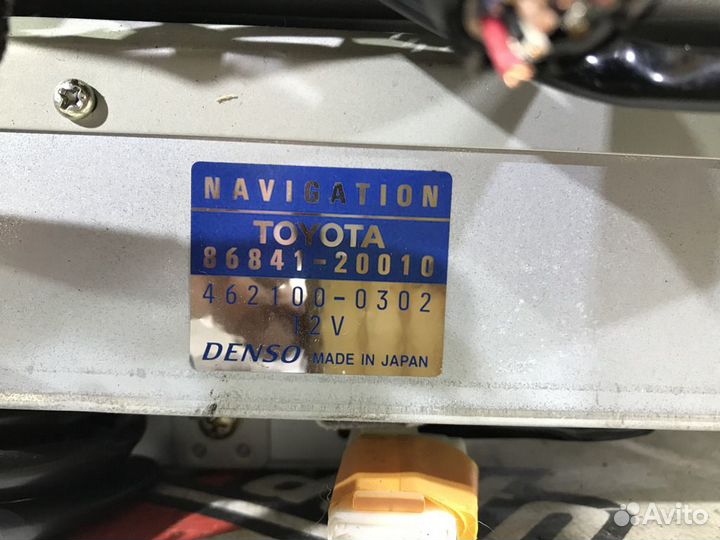 NAVIGATION
TOYOTA
86841-20010
462100-0302
12V
DENSO MADE IN JAPAN
Avito